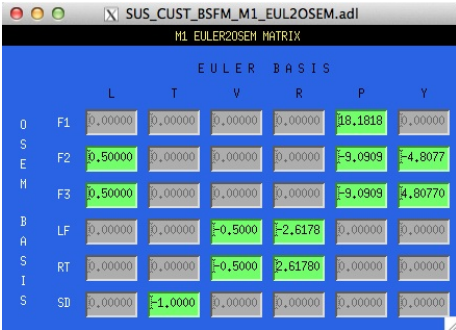 SUS_CUST_BSFM_M1_EUL2OSEM.adl
M1 EULER2OSEM MATRIX
EULER BASIS
L T V R P Y
OSEM BASIS
F1 0.00000 0.00000 0.00000 0.00000 18.1818 0.00000
F2 0.50000 0.00000 0.00000 0.00000 -9.0909 -4.8077
F3 0.50000 0.00000 0.00000 0.00000 -9.0909 4.80770
LF 0.00000 0.00000 -0.5000 -2.6178 0.00000 0.00000
RT 0.00000 0.00000 -0.5000 2.61780 0.00000 0.00000
SD 0.00000 -1.0000 0.00000 0.00000 0.00000 0.00000